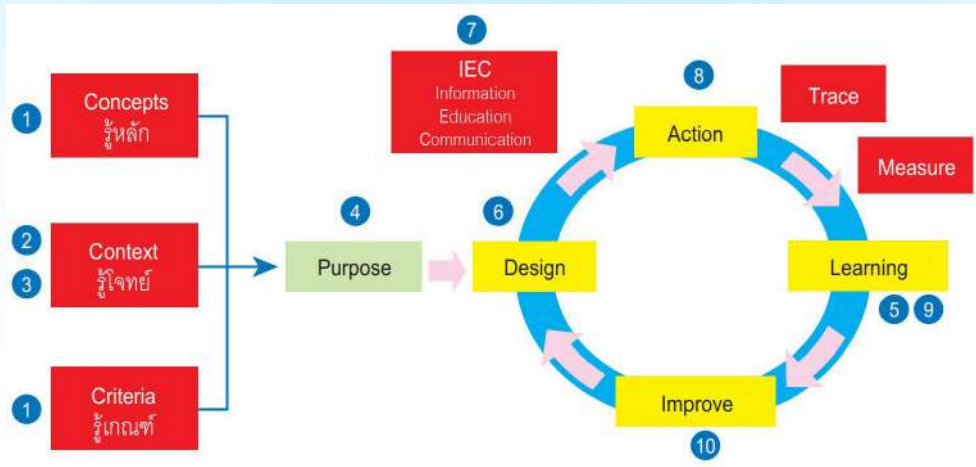 1
Concepts
รู้หลัก
2
3
Context
รู้โจทย์
1
Criteria
รู้เกณฑ์
4
Purpose
6
Design
7
IEC
Information
Education
Communication
8
Action
Trace
Measure
Learning
5 9
Improve
10